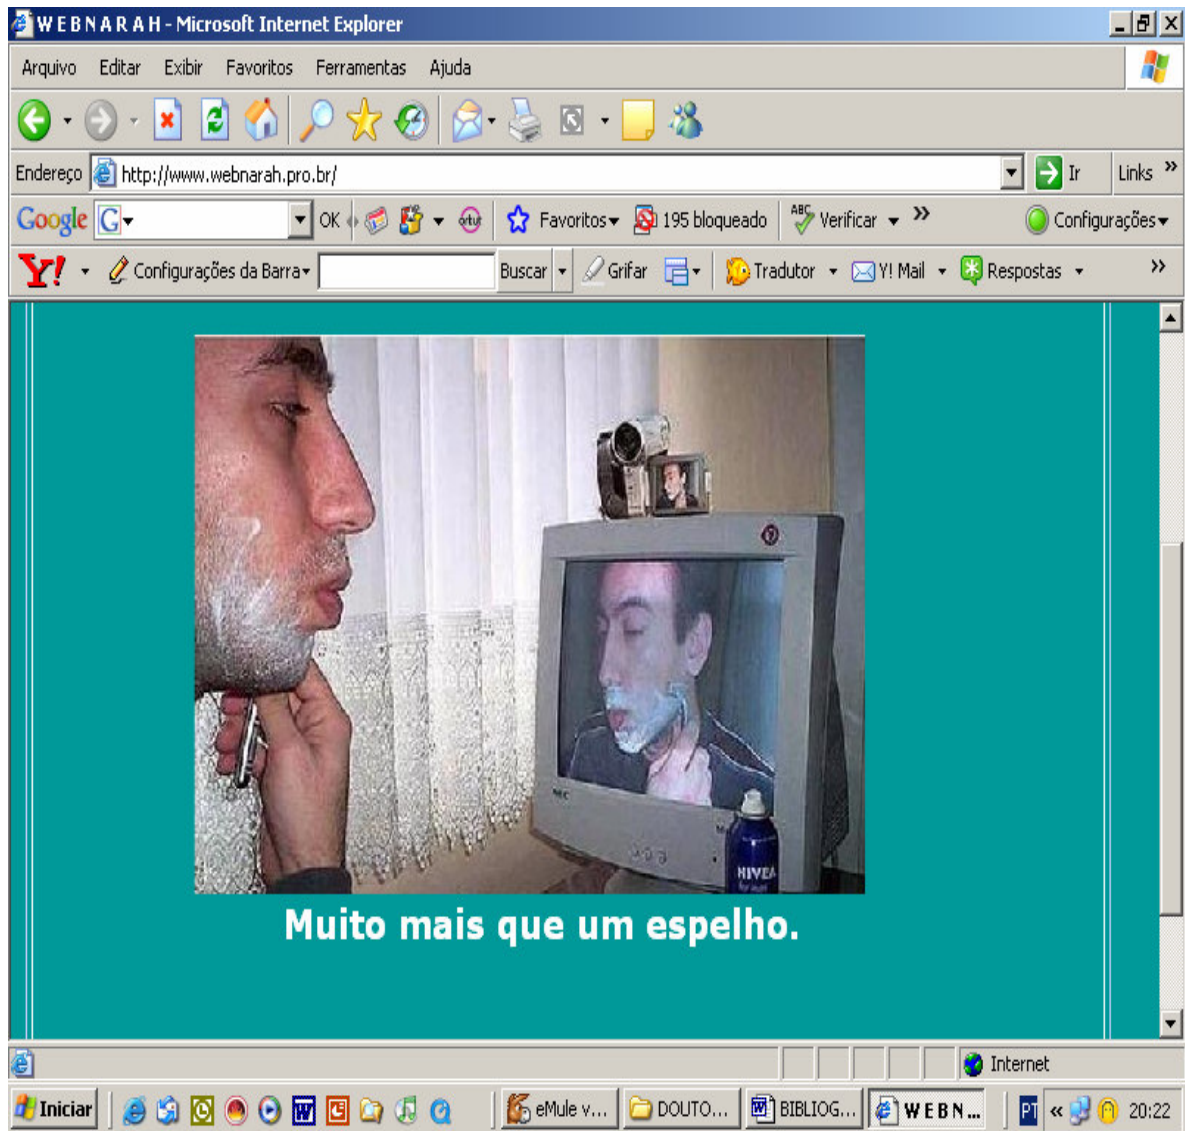 W E B N A R A H - Microsoft Internet Explorer
Arquivo Editar Exibir Favoritos Ferramentas Ajuda
Endereço http://www.webnarah.pro.br/ Ir Links »
Google G OK Favoritos 195 bloqueado ABC Verificar » Configurações
Y! Configurações da Barra Buscar Grifar Tradutor Y! Mail Respostas »
NEC
NIVEA
Muito mais que um espelho.
Internet
Iniciar eMule v... DOUTO... BIBLIOG... W E B N... PT « 20:22